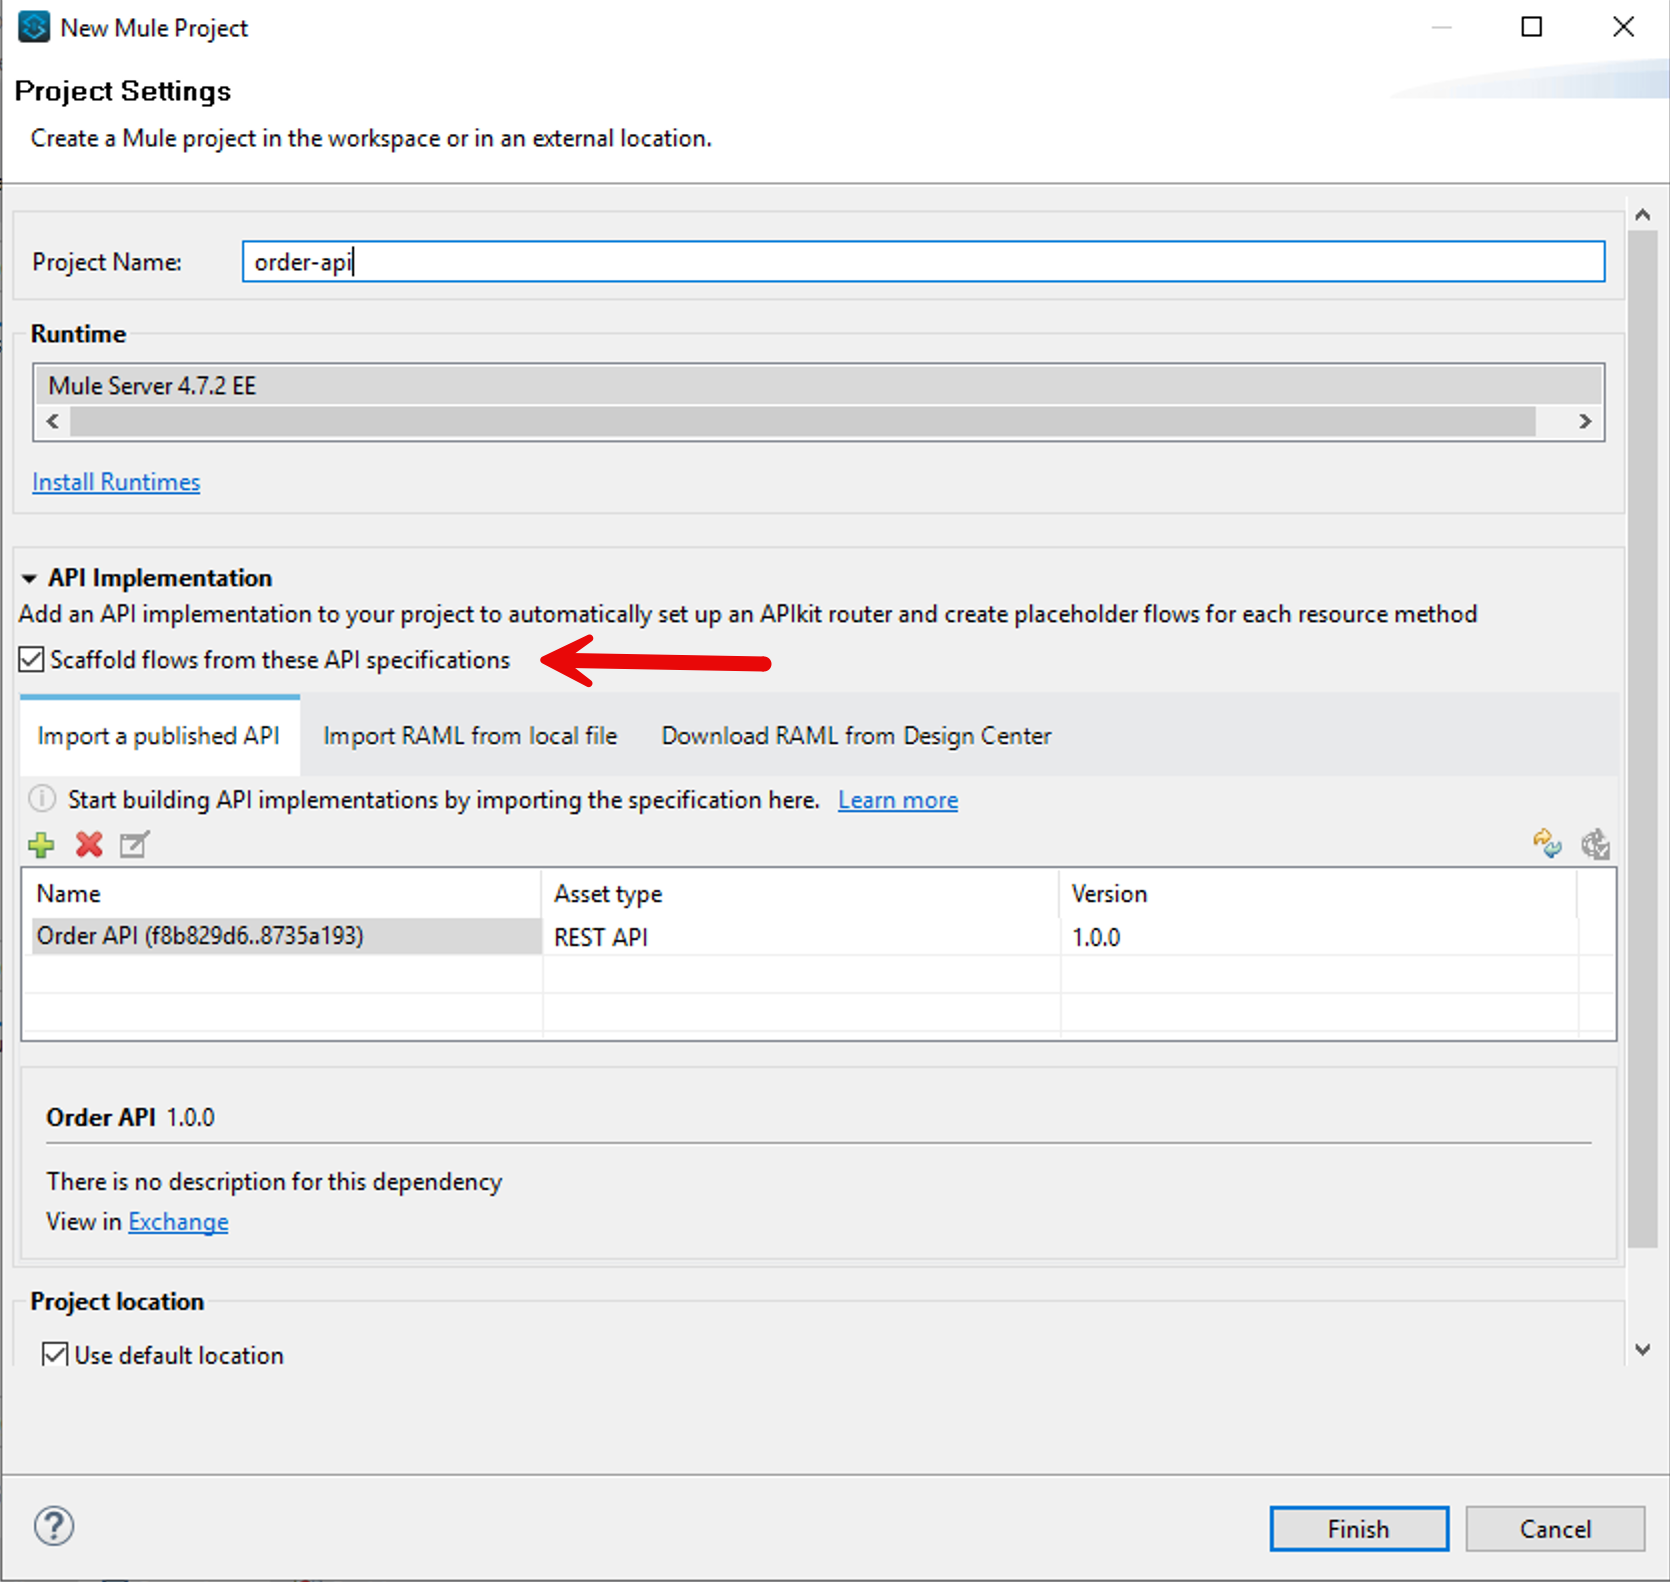 New Mule Project
Project Settings
Create a Mule project in the workspace or in an external location.
Project Name: order-api
Runtime
Mule Server 4.7.2 EE
Install Runtimes
API Implementation
Add an API implementation to your project to automatically set up an APIkit router and create placeholder flows for each resource method
Scaffold flows from these API specifications
Import a published API Import RAML from local file Download RAML from Design Center
Start building API implementations by importing the specification here. Learn more
Name Asset type Version
Order API (f8b829d6..8735a193) REST API 1.0.0
Order API 1.0.0
There is no description for this dependency
View in Exchange
Project location
Use default location
Finish Cancel